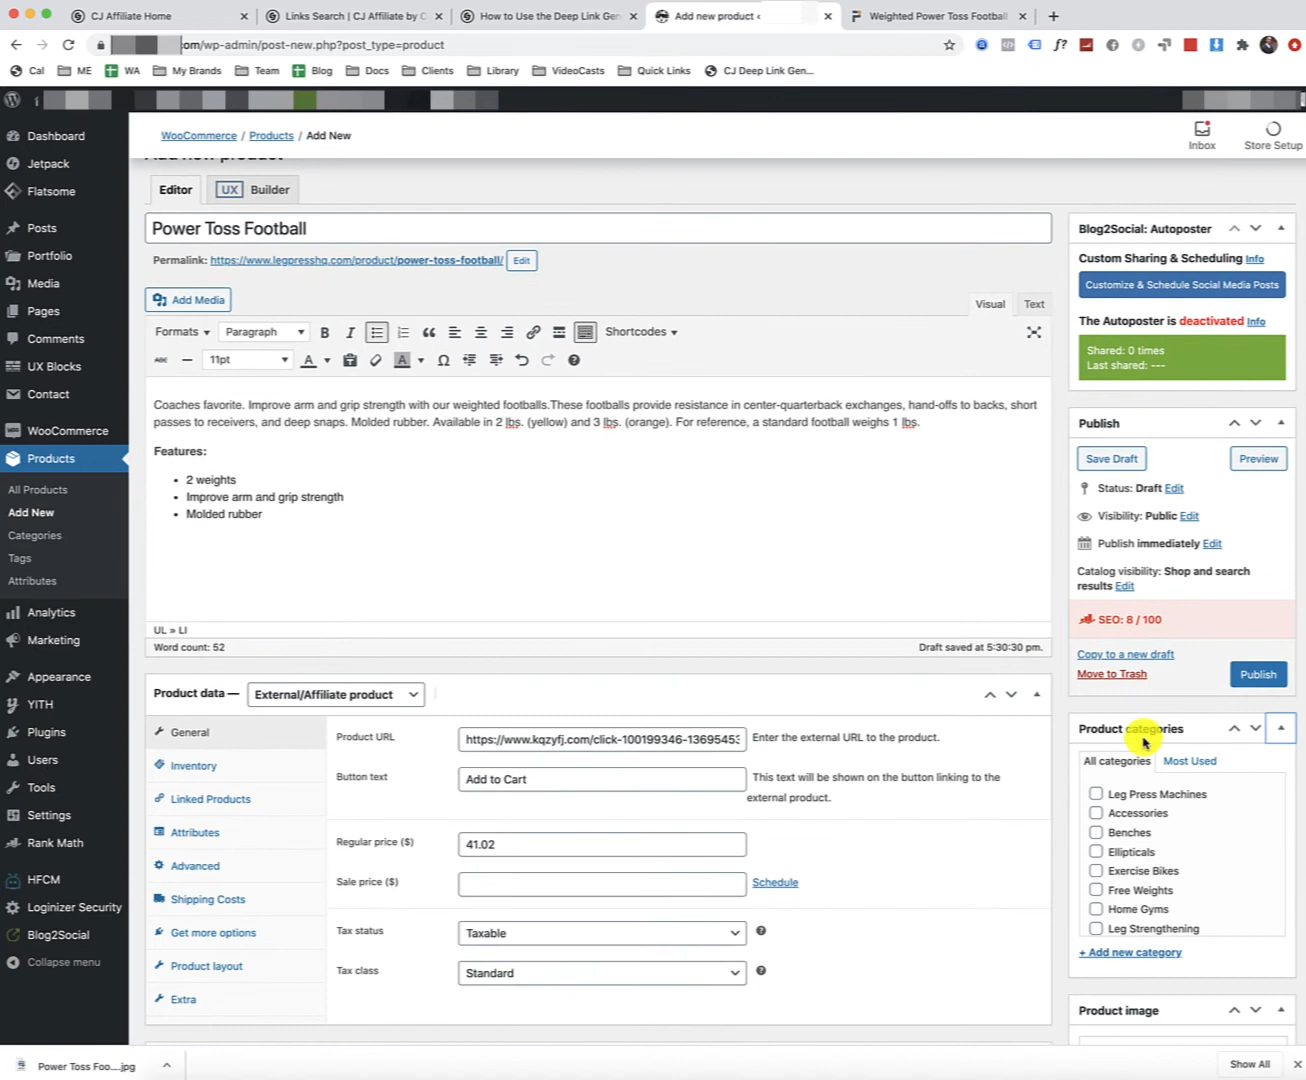 CJ Affiliate Home
Links Search | CJ Affiliate by C
How to Use the Deep Link Gen
Add new product ‹
Weighted Power Toss Football
.com/wp-admin/post-new.php?post_type=product
f?
Cal
ME
WA
My Brands
Team
Blog
Docs
Clients
Library
VideoCasts
Quick Links
CJ Deep Link Gen...
WooCommerce / Products / Add New
Inbox
Store Setup
Add new product
Dashboard
Jetpack
Flatsome
Posts
Portfolio
Media
Pages
Comments
UX Blocks
Contact
WooCommerce
Products
All Products
Add New
Categories
Tags
Attributes
Analytics
Marketing
Appearance
YITH
Plugins
Users
Tools
Settings
Rank Math
HFCM
Loginizer Security
Blog2Social
Collapse menu
Editor
UX Builder
Power Toss Football
Permalink: https://www.legpresshq.com/product/power-toss-football/ Edit
Add Media
Visual
Text
Formats
Paragraph
B
I
Shortcodes
ABC
11pt
A
A
Ω
Coaches favorite. Improve arm and grip strength with our weighted footballs.These footballs provide resistance in center-quarterback exchanges, hand-offs to backs, short
passes to receivers, and deep snaps. Molded rubber. Available in 2 lbs. (yellow) and 3 lbs. (orange). For reference, a standard football weighs 1 lbs.
Features:
• 2 weights
• Improve arm and grip strength
• Molded rubber
UL » LI
Word count: 52
Draft saved at 5:30:30 pm.
Product data — External/Affiliate product
General
Inventory
Linked Products
Attributes
Advanced
Shipping Costs
Get more options
Product layout
Extra
Product URL
https://www.kqzyfj.com/click-100199346-13695453
Enter the external URL to the product.
Button text
Add to Cart
This text will be shown on the button linking to the
external product.
Regular price ($)
41.02
Sale price ($)
Schedule
Tax status
Taxable
Tax class
Standard
Blog2Social: Autoposter
Custom Sharing & Scheduling Info
Customize & Schedule Social Media Posts
The Autoposter is deactivated Info
Shared: 0 times
Last shared: ---
Publish
Save Draft
Preview
Status: Draft Edit
Visibility: Public Edit
Publish immediately Edit
Catalog visibility: Shop and search
results Edit
SEO: 8 / 100
Copy to a new draft
Move to Trash
Publish
Product categories
All categories
Most Used
Leg Press Machines
Accessories
Benches
Ellipticals
Exercise Bikes
Free Weights
Home Gyms
Leg Strengthening
+ Add new category
Product image
Power Toss Foo....jpg
Show All